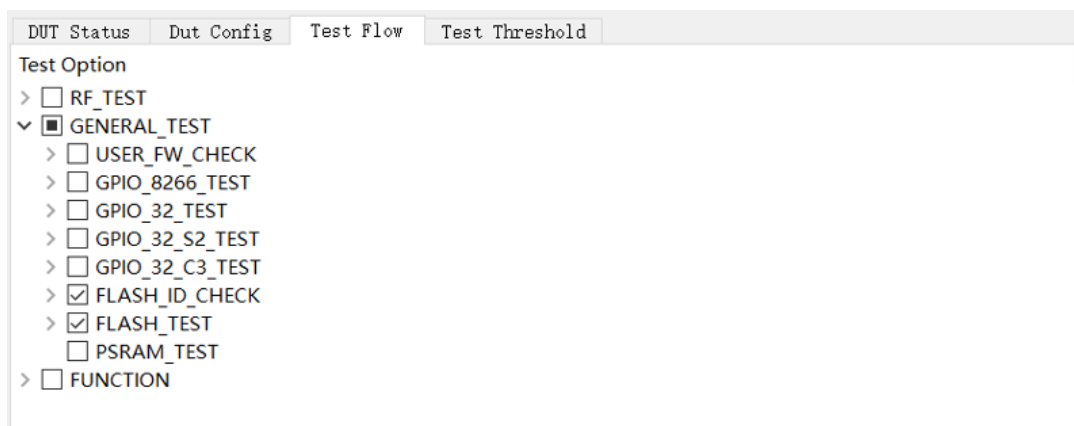 DUT Status Dut Config Test Flow Test Threshold
Test Option
RF_TEST
GENERAL_TEST
USER_FW_CHECK
GPIO_8266_TEST
GPIO_32_TEST
GPIO_32_S2_TEST
GPIO_32_C3_TEST
FLASH_ID_CHECK
FLASH_TEST
PSRAM_TEST
FUNCTION